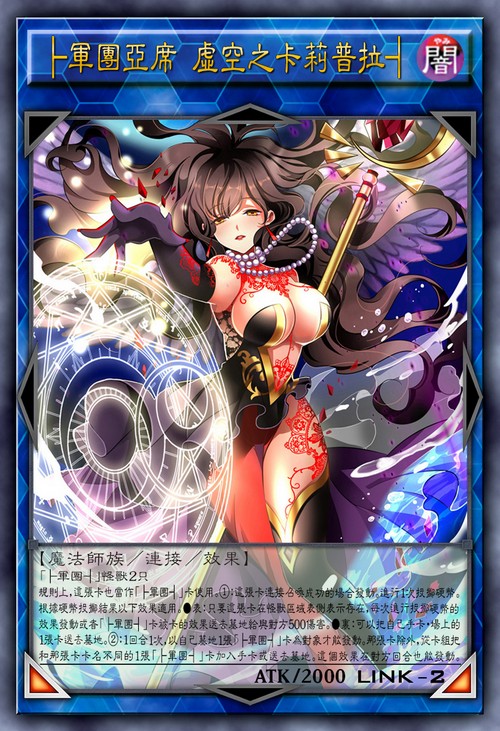 ├軍團亞席 虛空之卡莉普拉┤
やみ
闇
【魔法師族／連接／效果】
「├軍團┤」怪獸2只
規則上，這張卡也當作「├軍團┤」卡使用。①：這張卡連接召喚成功的場合發動。進行1次投擲硬幣。
根據硬幣投擲結果以下效果適用。●表：只要這張卡在怪獸區域表側表示存在，每次進行投擲硬幣的
效果發動或者「├軍團┤」卡被卡的效果送去墓地給與對方500傷害。●裏：可以把自己手卡・場上的
1張卡送去墓地。②：1回合1次，以自己墓地1張「├軍團┤」卡為對象才能發動。那張卡除外，從卡組把
和那張卡卡名不同的1張「├軍團┤」卡加入手卡或送去墓地。這個效果在對方回合也能發動。
ATK/2000 LINK-2